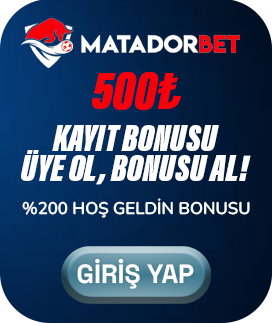 MATADORBET
500₺
KAYIT BONUSU
ÜYE OL, BONUSU AL!
%200 HOŞ GELDİN BONUSU
GİRİŞ YAP